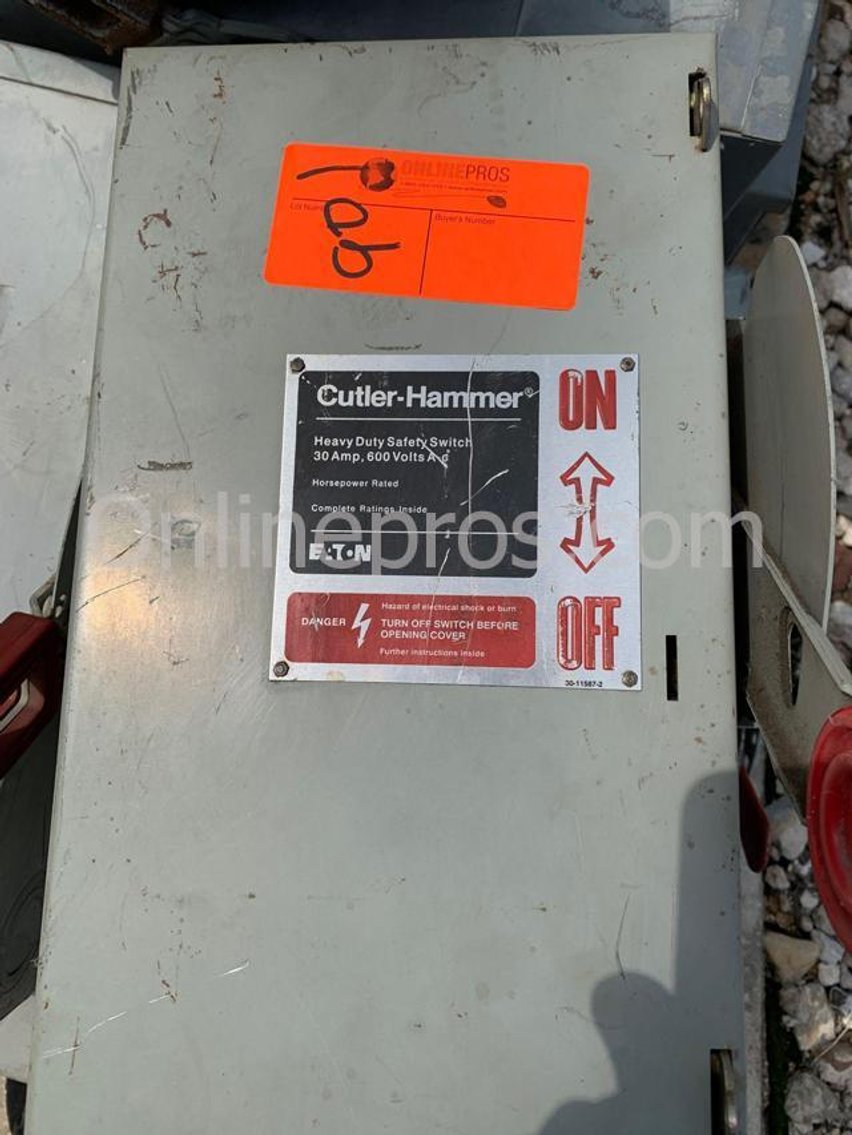 ONLINEPROS
Lot Number
Buyer's Number
Cutler-Hammer®
ON
Heavy Duty Safety Switch
30 Amp, 600 Volts A-c
Horsepower Rated
Complete Ratings Inside
Onlinepros.com
EATON
Hazard of electrical shock or burn
DANGER TURN OFF SWITCH BEFORE
OPENING COVER
Further instructions inside
OFF
30-11587-2